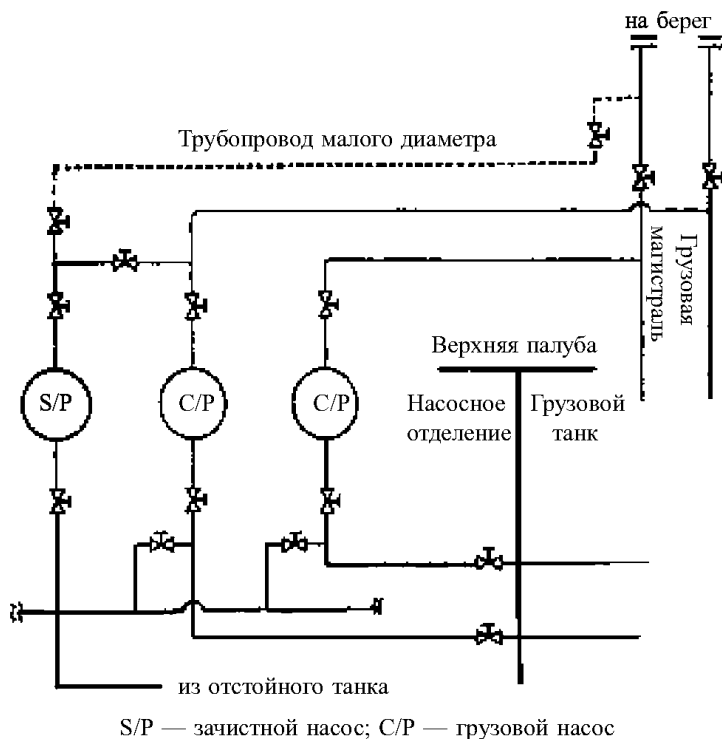 на берег
Трубопровод малого диаметра
Грузовая
магистраль
Верхняя палуба
S/P
C/P
C/P
Насосное
отделение
Грузовой
танк
из отстойного танка
S/P — зачистной насос; C/P — грузовой насос